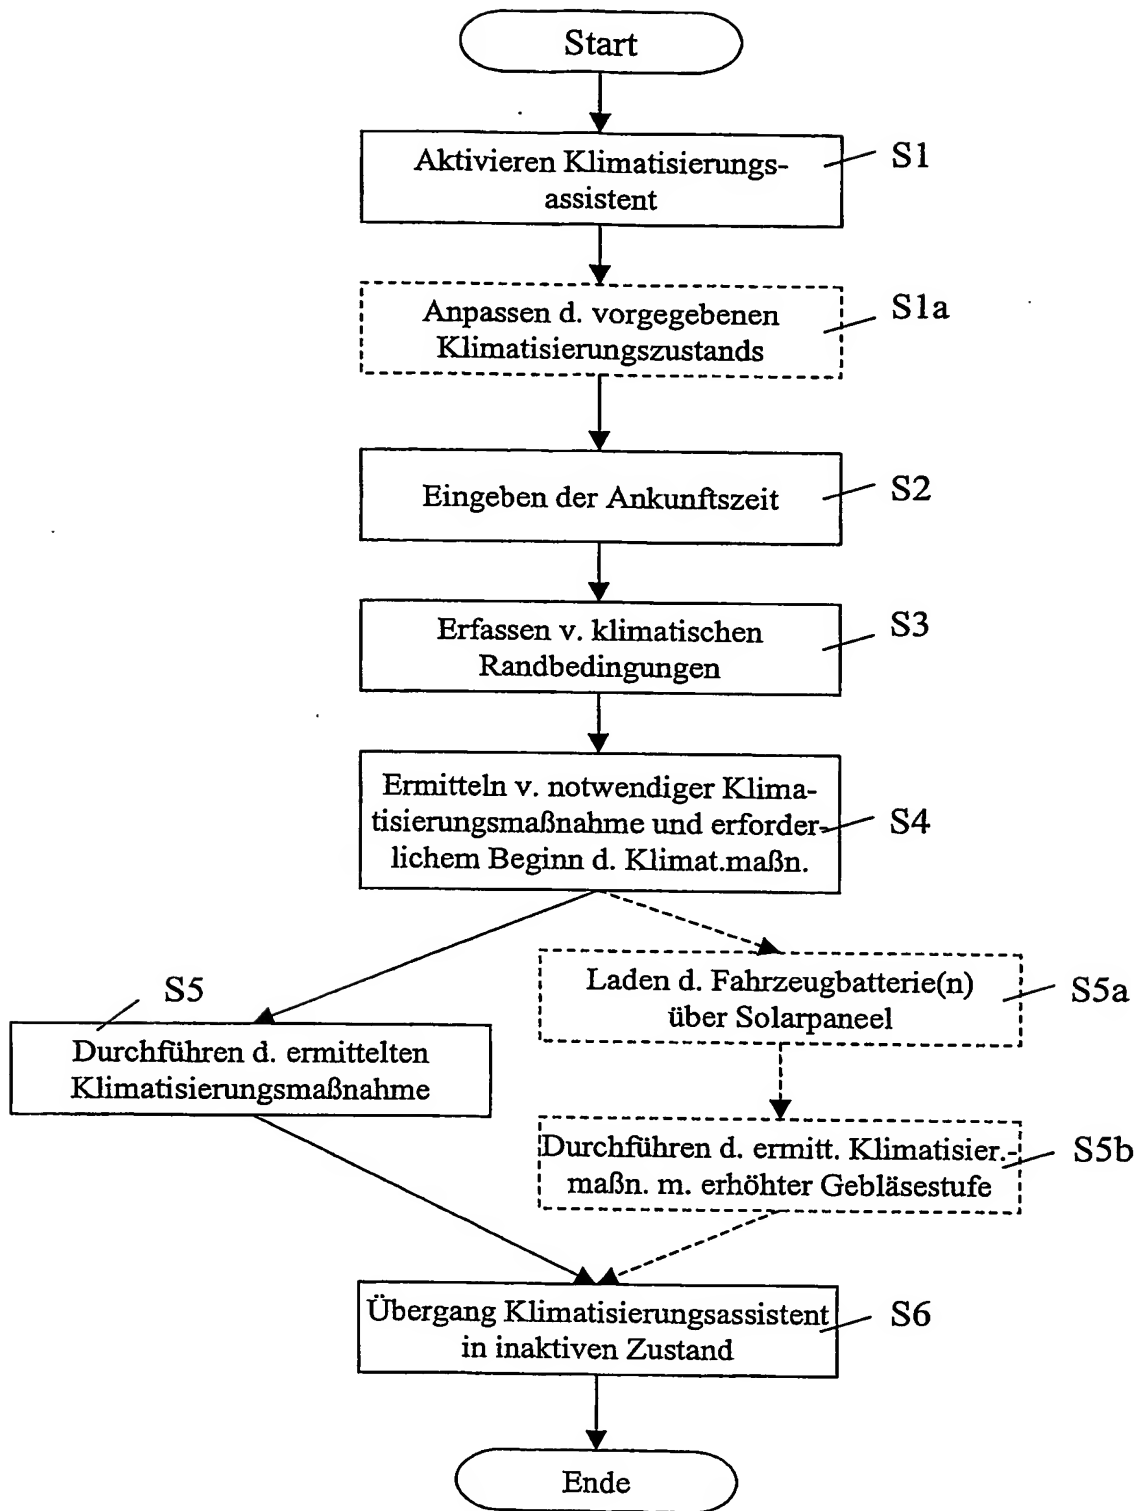 Start
Aktivieren Klimatisierungs-
assistent
S1
Anpassen d. vorgegebenen
Klimatisierungszustands
S1a
Eingeben der Ankunftszeit
S2
Erfassen v. klimatischen
Randbedingungen
S3
Ermitteln v. notwendiger Klima-
tisierungsmaßnahme und erforder-
lichem Beginn d. Klimat.maßn.
S4
S5
Durchführen d. ermittelten
Klimatisierungsmaßnahme
Laden d. Fahrzeugbatterie(n)
über Solarpaneel
S5a
Durchführen d. ermitt. Klimatisier.-
maßn. m. erhöhter Gebläsestufe
S5b
Übergang Klimatisierungsassistent
in inaktiven Zustand
S6
Ende